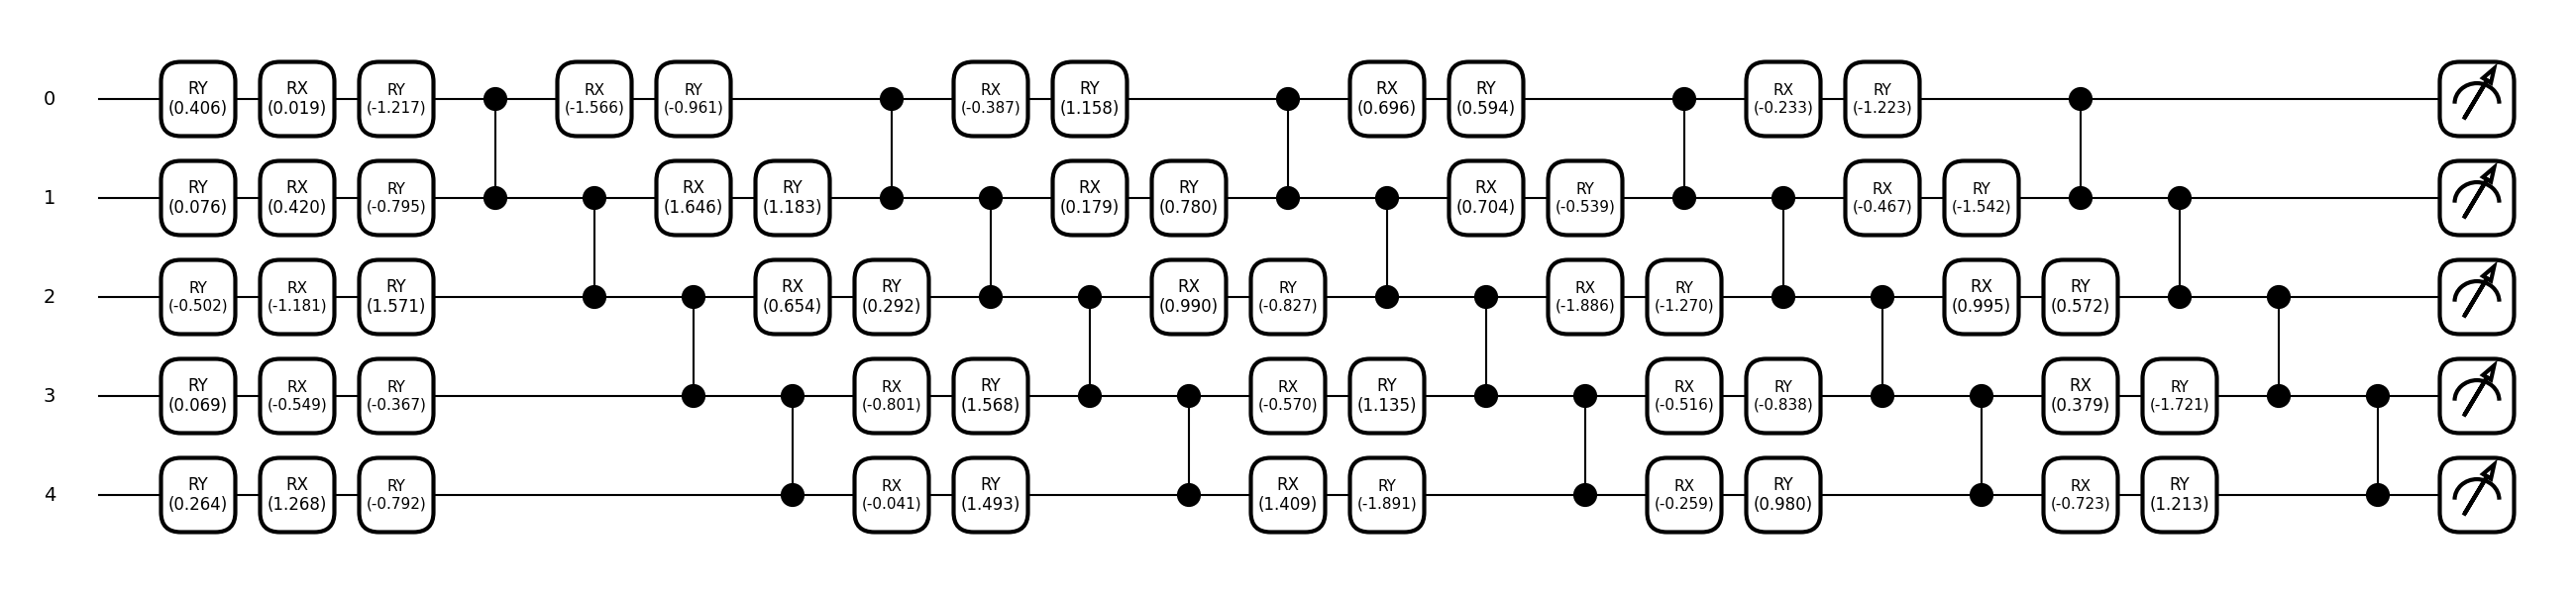 0 RY RX RY RX RY RX RY RX RY RX RY
(0.406) (0.019) (-1.217) (-1.566) (-0.961) (-0.387) (1.158) (0.696) (0.594) (-0.233) (-1.223)
1 RY RX RY RX RY RX RY RX RY RX RY
(0.076) (0.420) (-0.795) (1.646) (1.183) (0.179) (0.780) (0.704) (-0.539) (-0.467) (-1.542)
2 RY RX RY RX RY RX RY RX RY RX RY
(-0.502) (-1.181) (1.571) (0.654) (0.292) (0.990) (-0.827) (-1.886) (-1.270) (0.995) (0.572)
3 RY RX RY RX RY RX RY RX RY RX RY
(0.069) (-0.549) (-0.367) (-0.801) (1.568) (-0.570) (1.135) (-0.516) (-0.838) (0.379) (-1.721)
4 RY RX RY RX RY RX RY RX RY RX RY
(0.264) (1.268) (-0.792) (-0.041) (1.493) (1.409) (-1.891) (-0.259) (0.980) (-0.723) (1.213)